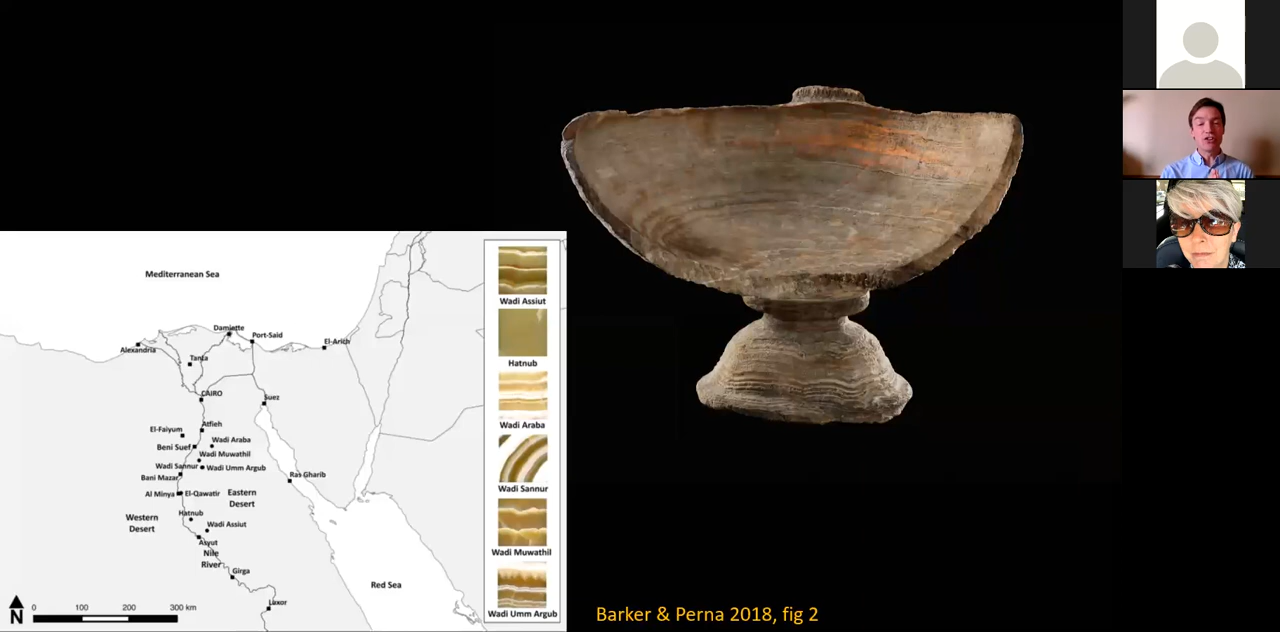 Mediterranean Sea
Damiette
Port-Said
El-Arich
Alexandria
Tanta
CAIRO
Suez
El-Faiyum
Atfieh
Wadi Araba
Beni Suef
Wadi Muwathil
Wadi Sannur
Wadi Umm Argub
Bani Mazar
Ras Gharib
Al Minya
El-Qawatir
Eastern
Desert
Western
Desert
Hatnub
Wadi Assiut
Asyut
Nile
River
Girga
Red Sea
Luxor
N
0 100 200 300 km
Wadi Assiut
Hatnub
Wadi Araba
Wadi Sannur
Wadi Muwathil
Wadi Umm Argub
Barker & Perna 2018, fig 2